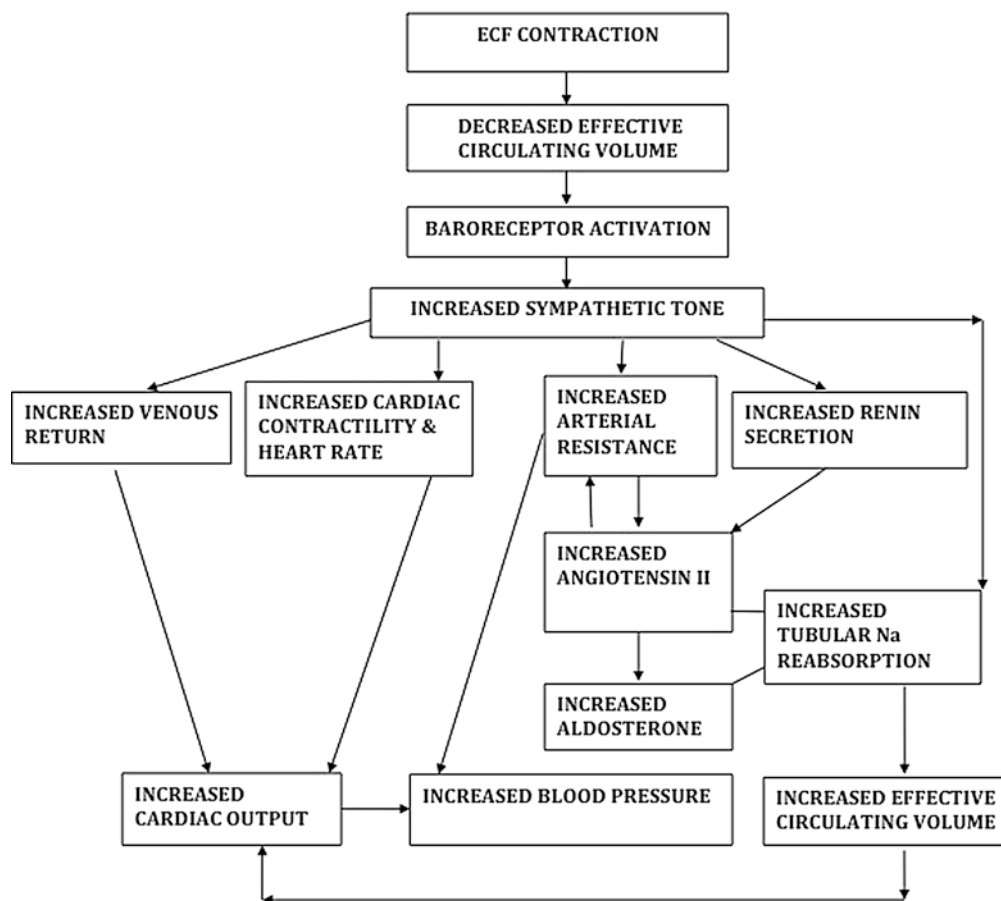 ECF CONTRACTION
DECREASED EFFECTIVE
CIRCULATING VOLUME
BARORECEPTOR ACTIVATION
INCREASED SYMPATHETIC TONE
INCREASED VENOUS
RETURN
INCREASED CARDIAC
CONTRACTILITY &
HEART RATE
INCREASED
ARTERIAL
RESISTANCE
INCREASED RENIN
SECRETION
INCREASED
ANGIOTENSIN II
INCREASED
TUBULAR Na
REABSORPTION
INCREASED
ALDOSTERONE
INCREASED
CARDIAC OUTPUT
INCREASED BLOOD PRESSURE
INCREASED EFFECTIVE
CIRCULATING VOLUME